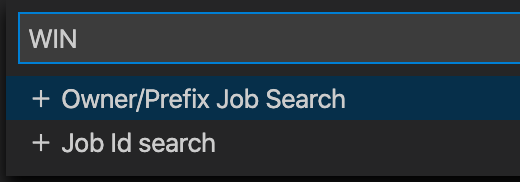 WIN
+ Owner/Prefix Job Search
+ Job Id search